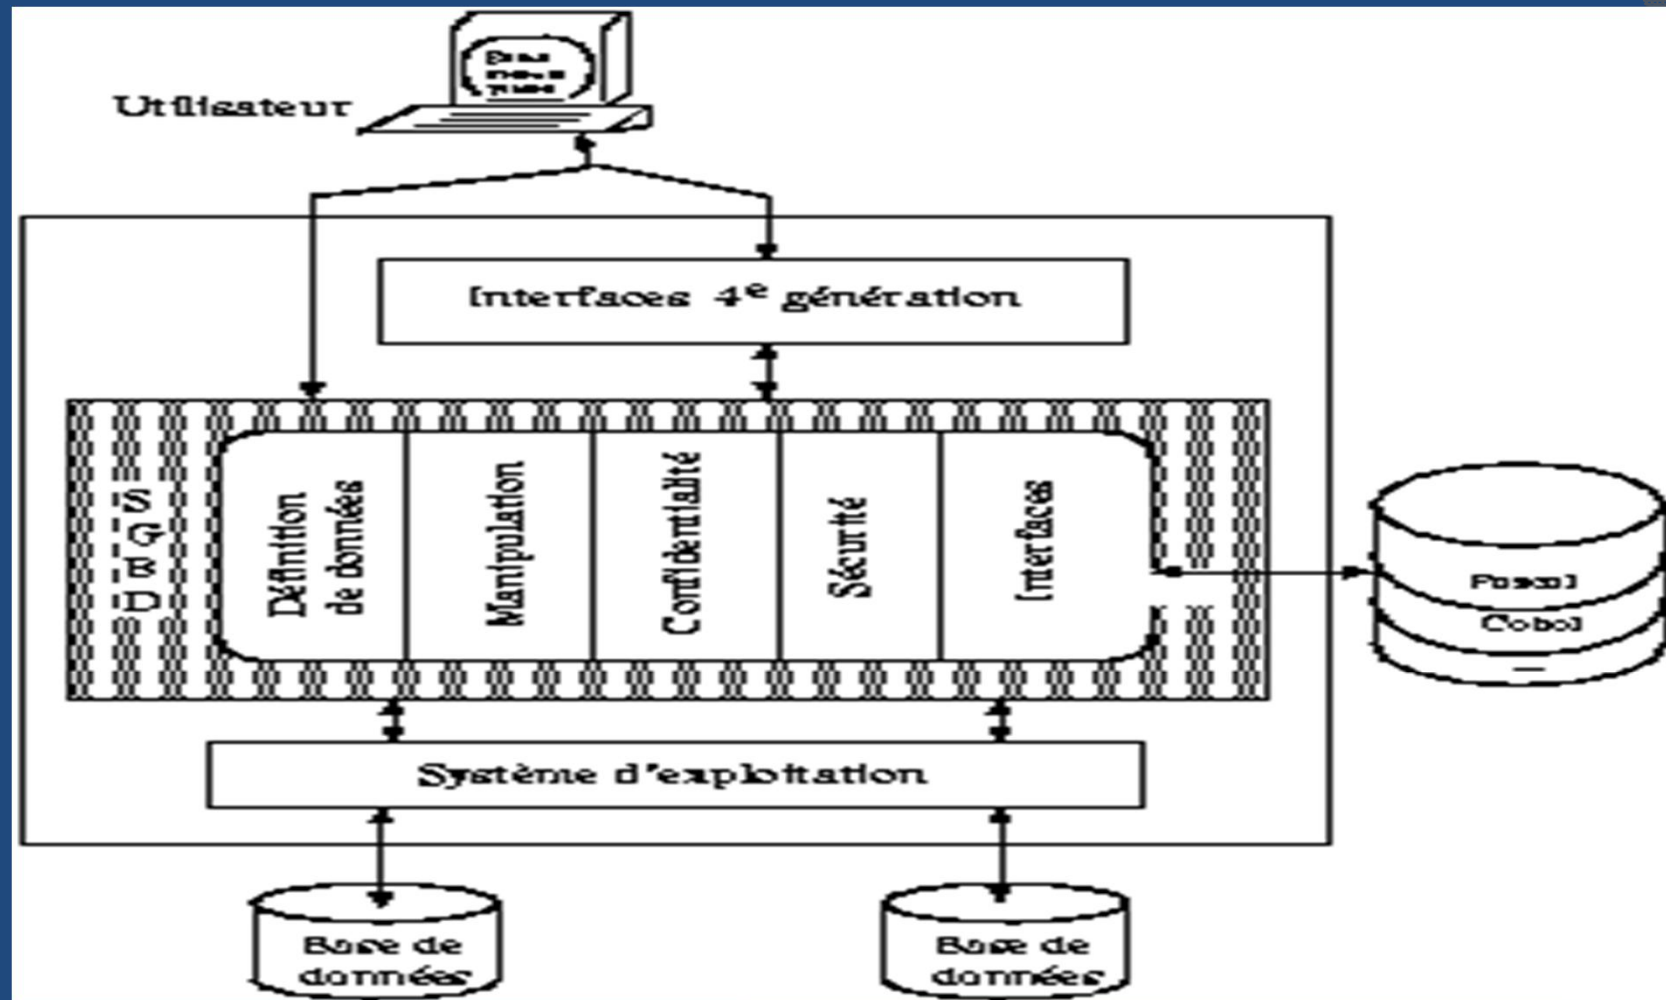 Utilisateur
Interfaces 4e génération
SGBD
Définition
de données
Manipulation
Confidentialité
Sécurité
Interfaces
Pascal
Cobol
Système d'exploitation
Base de
données
Base de
données